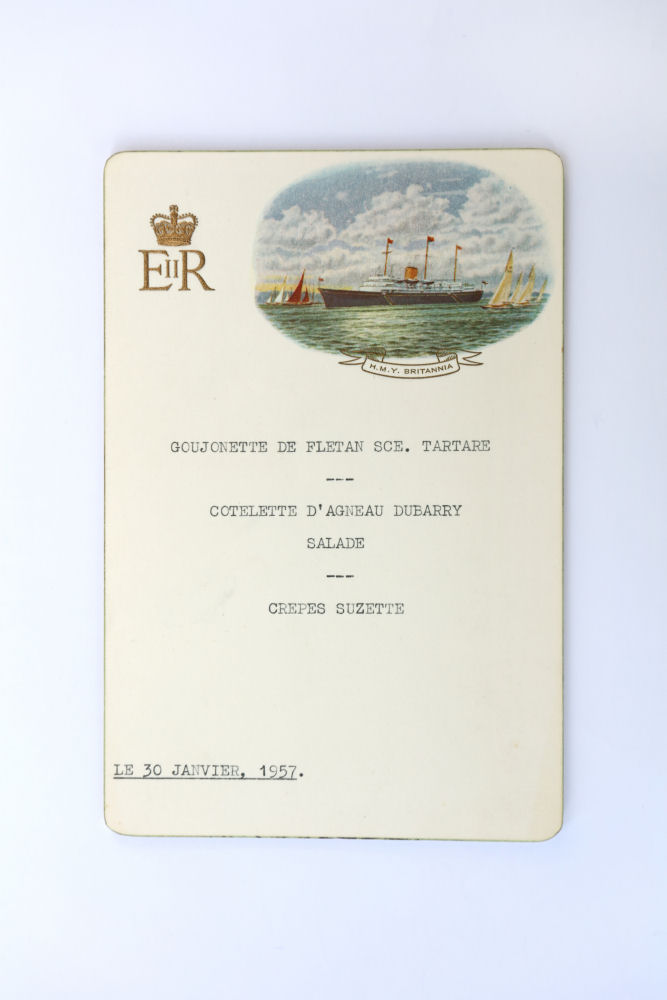 EIIR
H.M.Y. BRITANNIA
GOUJONETTE DE FLETAN SCE. TARTARE
---
COTELETTE D'AGNEAU DUBARRY
SALADE
---
CREPES SUZETTE
LE 30 JANVIER, 1957.